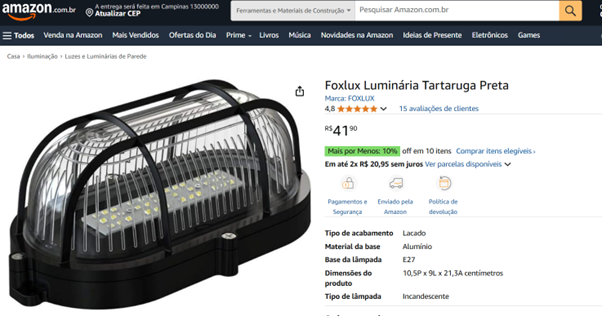 amazon.com.br
A entrega será feita em Campinas 13000000
Atualizar CEP
Ferramentas e Materiais de Construção
Pesquisar Amazon.com.br
Todos Venda na Amazon Mais Vendidos Ofertas do Dia Prime Livros Música Novidades na Amazon Ideias de Presente Eletrônicos Games
Casa › Iluminação › Luzes e Luminárias de Parede
Foxlux Luminária Tartaruga Preta
Marca: FOXLUX
4,8 15 avaliações de clientes
R$4190
Mais por Menos: 10% off em 10 itens Comprar itens elegíveis ›
Em até 2x R$ 20,95 sem juros Ver parcelas disponíveis
Pagamentos e Segurança
Enviado pela Amazon
Política de devolução
Tipo de acabamento Lacado
Material da base Alumínio
Base da lâmpada E27
Dimensões do produto 10,5P x 9L x 21,3A centímetros
Tipo de lâmpada Incandescente